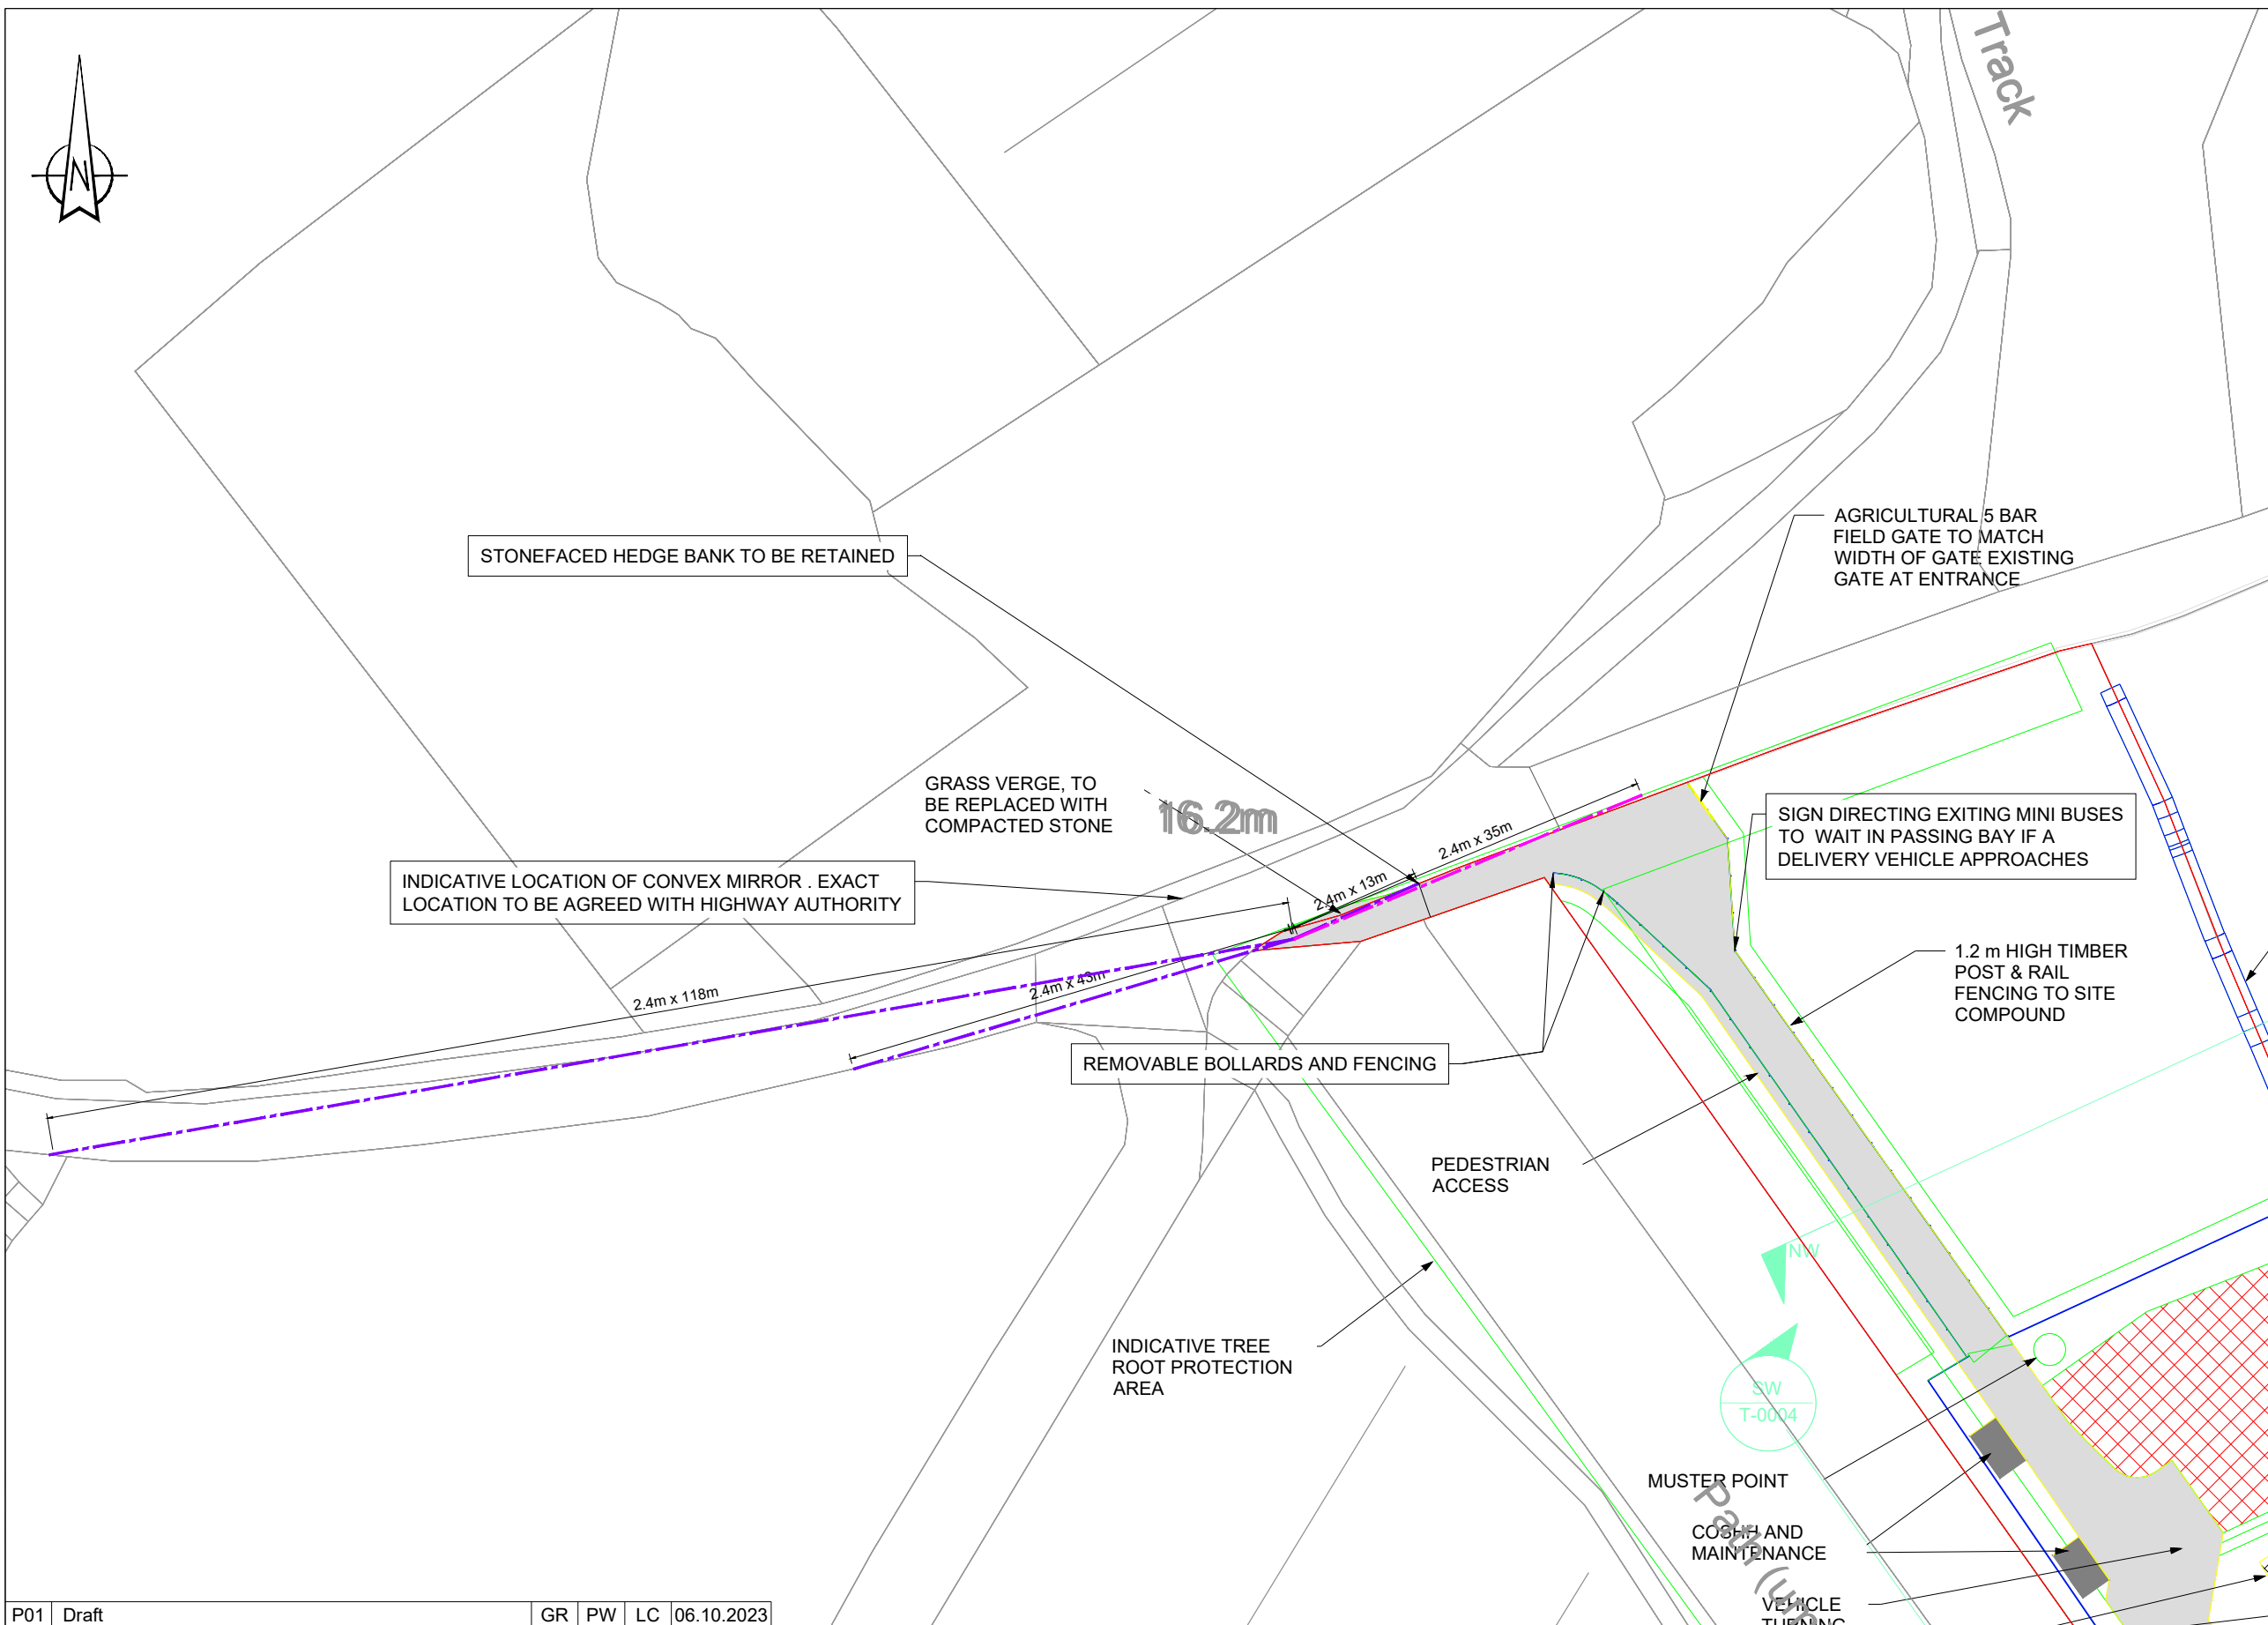 Track
N
AGRICULTURAL 5 BAR
FIELD GATE TO MATCH
WIDTH OF GATE EXISTING
GATE AT ENTRANCE
STONEFACED HEDGE BANK TO BE RETAINED
GRASS VERGE, TO
BE REPLACED WITH
COMPACTED STONE
16.2m
2.4m x 35m
SIGN DIRECTING EXITING MINI BUSES
TO WAIT IN PASSING BAY IF A
DELIVERY VEHICLE APPROACHES
INDICATIVE LOCATION OF CONVEX MIRROR . EXACT
LOCATION TO BE AGREED WITH HIGHWAY AUTHORITY
2.4m x 13m
2.4m x 118m
2.4m x 43m
1.2 m HIGH TIMBER
POST & RAIL
FENCING TO SITE
COMPOUND
REMOVABLE BOLLARDS AND FENCING
PEDESTRIAN
ACCESS
NW
INDICATIVE TREE
ROOT PROTECTION
AREA
SW
T-0004
MUSTER POINT
Path
COSHH AND
MAINTENANCE
VEHICLE
TURNING
P01 Draft GR PW LC 06.10.2023